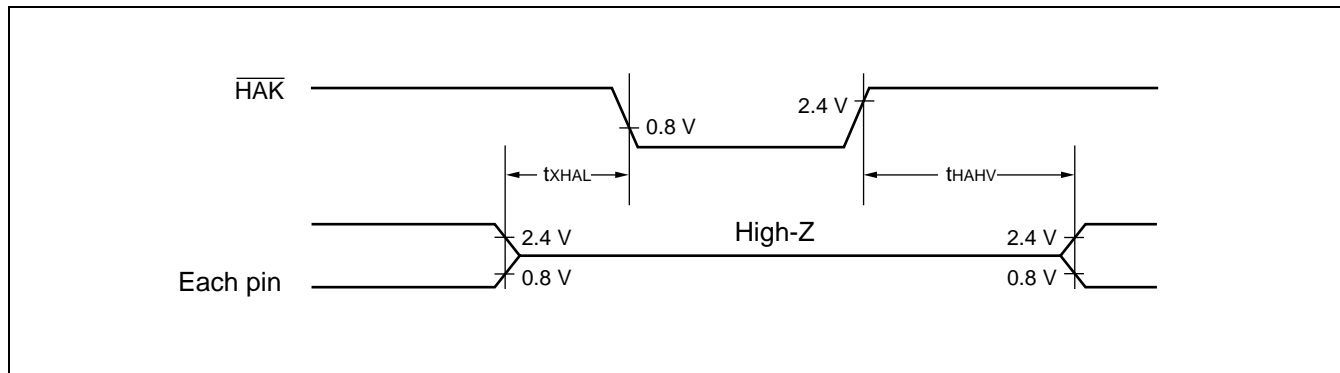 HAK
2.4 V
0.8 V
tXHAL
tHAHV
High-Z
2.4 V
2.4 V
Each pin
0.8 V
0.8 V